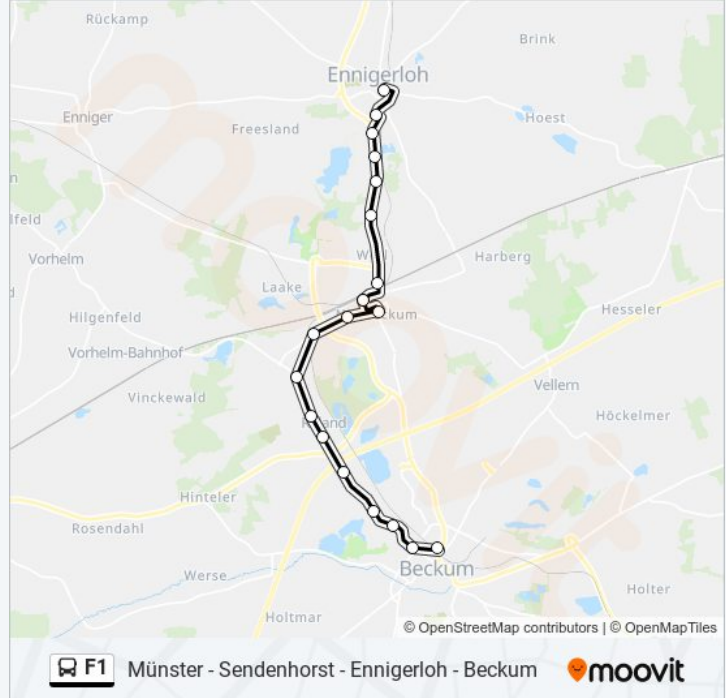 Rückamp
Brink
Ennigerloh
Enniger
Hoest
Freesland
Vorhelm
Harberg
Laake
Hilgenfeld
Hesseler
Vorhelm-Bahnhof
Vellern
Vinckewald
Höckelmer
Hinteler
Rosendahl
Werse
Beckum
Holter
Holtmar
© OpenStreetMap contributors | © OpenMapTiles
F1 Münster - Sendenhorst - Ennigerloh - Beckum moovit